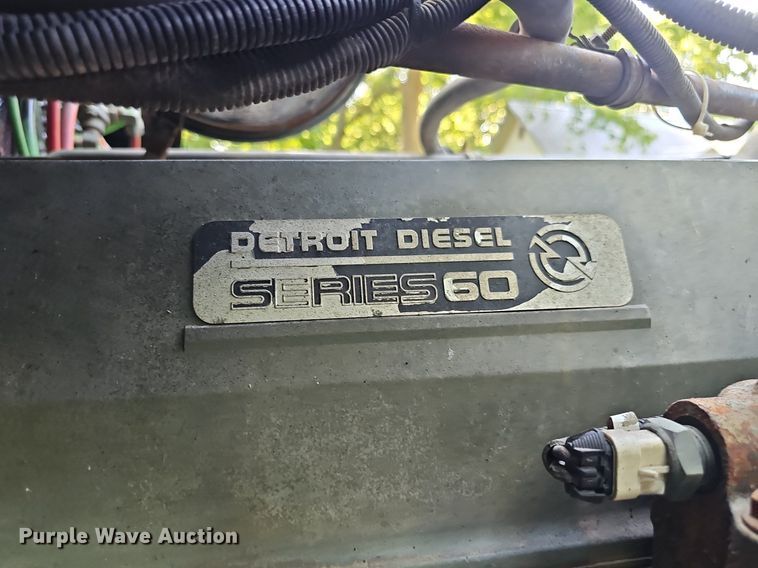 DETROIT DIESEL
SERIES 60
Purple Wave Auction